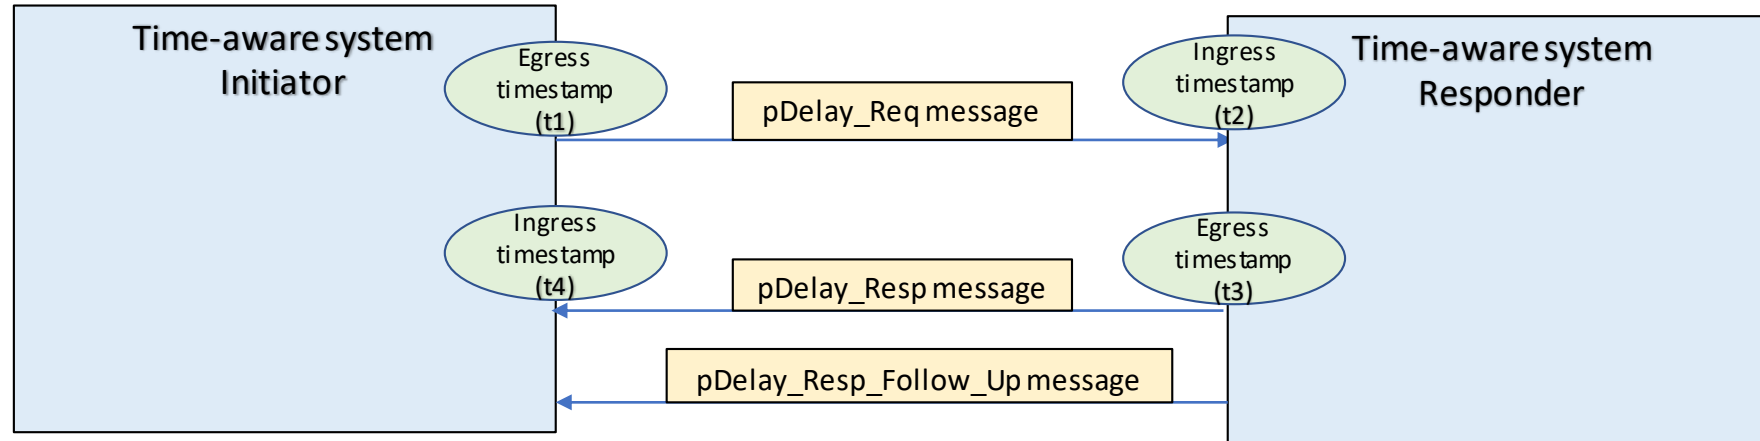 Time-aware system
Initiator
Egress
timestamp
(t1)
pDelay_Req message
Ingress
timestamp
(t2)
Time-aware system
Responder
Ingress
timestamp
(t4)
pDelay_Resp message
Egress
timestamp
(t3)
pDelay_Resp_Follow_Up message